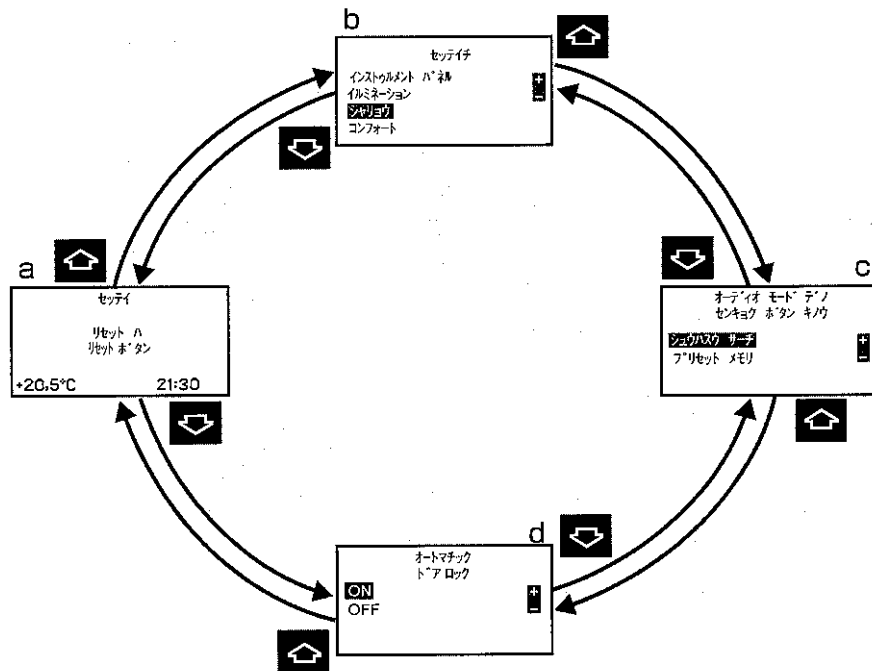 b
セッテイチ
インストゥルメント パネル
イルミネーション
シャリョウ
コンフォート
+
-
a
セッテイ
リセット ハ
リセット ボタン
+20,5°C 21:30
c
オーディオ モード デノ
センキョク ボタン キノウ
シュウハスウ サーチ
プリセット メモリ
+
-
d
オートマチック
ドア ロック
ON
OFF
+
-